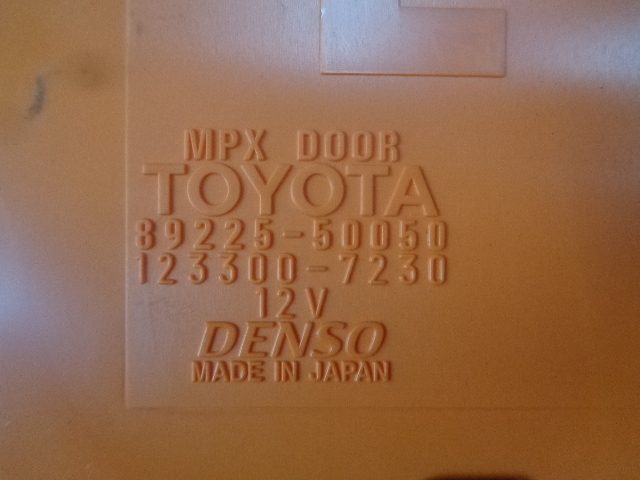 MPX DOOR
TOYOTA
89225-50050
123300-7230
12V
DENSO
MADE IN JAPAN